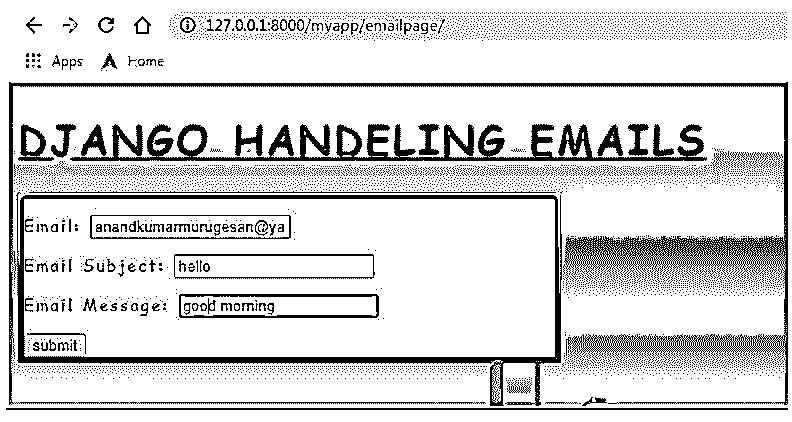 127.0.0.1:8000/myapp/emailpage/
Apps Home
DJANGO HANDELING EMAILS
Email: anandkumarmurugesan@ya
Email Subject: hello
Email Message: good morning
submit